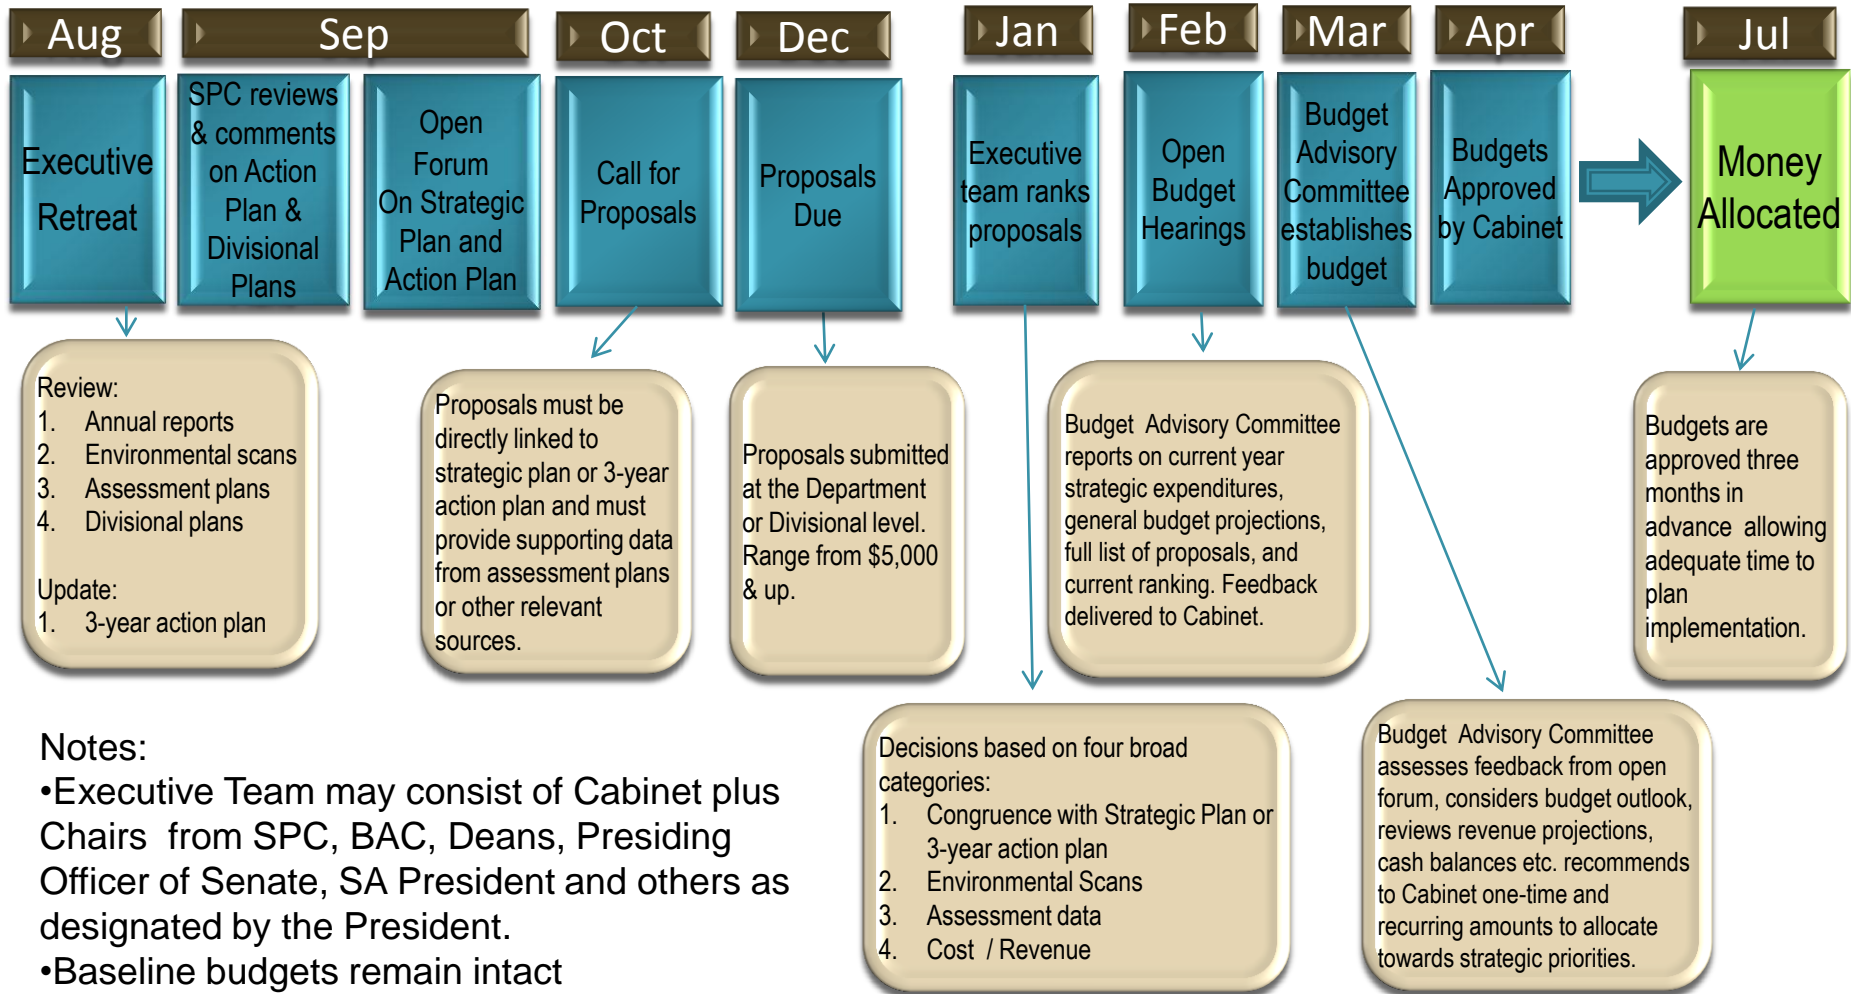 Aug
Sep
Oct
Dec
Jan
Feb
Mar
Apr
Jul
Executive
Retreat
SPC reviews
& comments
on Action
Plan &
Divisional
Plans
Open
Forum
On Strategic
Plan and
Action Plan
Call for
Proposals
Proposals
Due
Executive
team ranks
proposals
Open
Budget
Hearings
Budget
Advisory
Committee
establishes
budget
Budgets
Approved
by Cabinet
Money
Allocated
Review:
1. Annual reports
2. Environmental scans
3. Assessment plans
4. Divisional plans
Update:
1. 3-year action plan
Proposals must be
directly linked to
strategic plan or 3-year
action plan and must
provide supporting data
from assessment plans
or other relevant
sources.
Proposals submitted
at the Department
or Divisional level.
Range from $5,000
& up.
Budget Advisory Committee
reports on current year
strategic expenditures,
general budget projections,
full list of proposals, and
current ranking. Feedback
delivered to Cabinet.
Budgets are
approved three
months in
advance allowing
adequate time to
plan
implementation.
Decisions based on four broad
categories:
1. Congruence with Strategic Plan or
3-year action plan
2. Environmental Scans
3. Assessment data
4. Cost / Revenue
Budget Advisory Committee
assesses feedback from open
forum, considers budget outlook,
reviews revenue projections,
cash balances etc. recommends
to Cabinet one-time and
recurring amounts to allocate
towards strategic priorities.
Notes:
•Executive Team may consist of Cabinet plus
Chairs from SPC, BAC, Deans, Presiding
Officer of Senate, SA President and others as
designated by the President.
•Baseline budgets remain intact